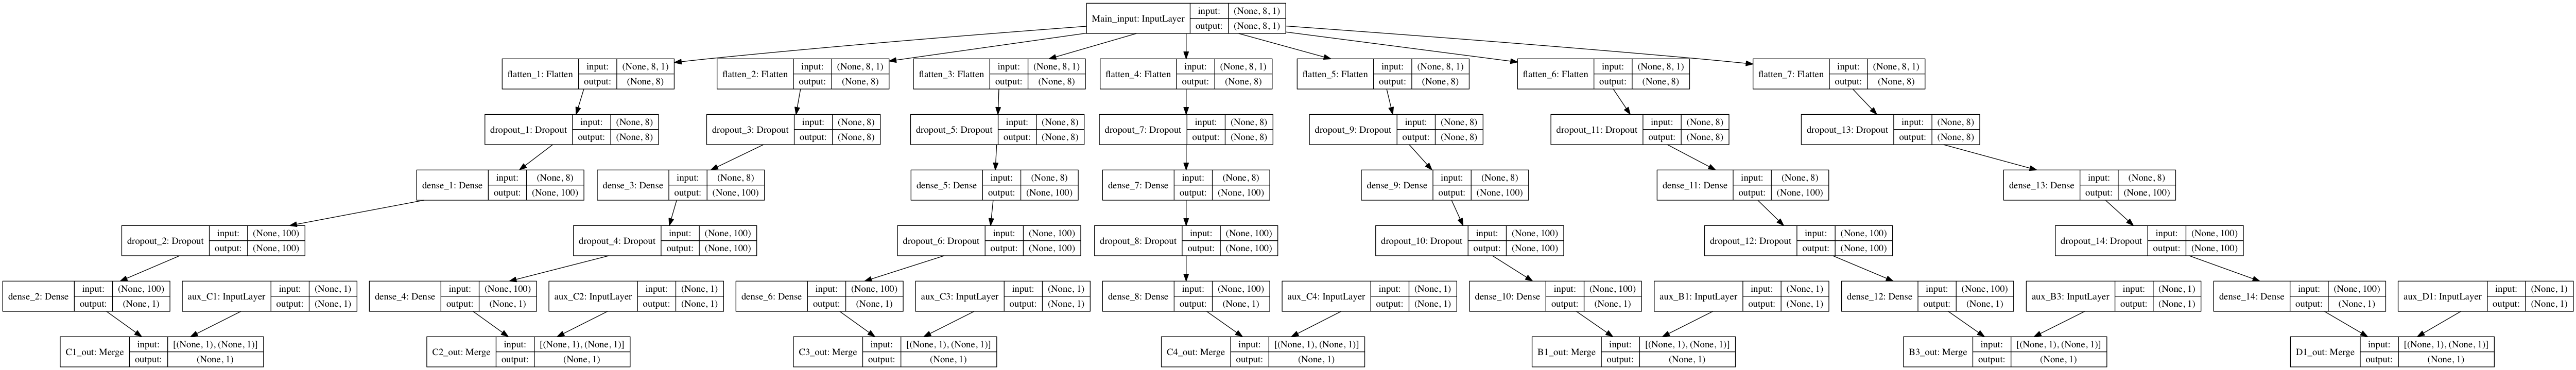 Main_input: InputLayer input: (None, 8, 1)
output: (None, 8, 1)
flatten_1: Flatten input: (None, 8, 1)
output: (None, 8)
flatten_2: Flatten input: (None, 8, 1)
output: (None, 8)
flatten_3: Flatten input: (None, 8, 1)
output: (None, 8)
flatten_4: Flatten input: (None, 8, 1)
output: (None, 8)
flatten_5: Flatten input: (None, 8, 1)
output: (None, 8)
flatten_6: Flatten input: (None, 8, 1)
output: (None, 8)
flatten_7: Flatten input: (None, 8, 1)
output: (None, 8)
dropout_1: Dropout input: (None, 8)
output: (None, 8)
dropout_3: Dropout input: (None, 8)
output: (None, 8)
dropout_5: Dropout input: (None, 8)
output: (None, 8)
dropout_7: Dropout input: (None, 8)
output: (None, 8)
dropout_9: Dropout input: (None, 8)
output: (None, 8)
dropout_11: Dropout input: (None, 8)
output: (None, 8)
dropout_13: Dropout input: (None, 8)
output: (None, 8)
dense_1: Dense input: (None, 8)
output: (None, 100)
dense_3: Dense input: (None, 8)
output: (None, 100)
dense_5: Dense input: (None, 8)
output: (None, 100)
dense_7: Dense input: (None, 8)
output: (None, 100)
dense_9: Dense input: (None, 8)
output: (None, 100)
dense_11: Dense input: (None, 8)
output: (None, 100)
dense_13: Dense input: (None, 8)
output: (None, 100)
dropout_2: Dropout input: (None, 100)
output: (None, 100)
dropout_4: Dropout input: (None, 100)
output: (None, 100)
dropout_6: Dropout input: (None, 100)
output: (None, 100)
dropout_8: Dropout input: (None, 100)
output: (None, 100)
dropout_10: Dropout input: (None, 100)
output: (None, 100)
dropout_12: Dropout input: (None, 100)
output: (None, 100)
dropout_14: Dropout input: (None, 100)
output: (None, 100)
dense_2: Dense input: (None, 100)
output: (None, 1)
aux_C1: InputLayer input: (None, 1)
output: (None, 1)
dense_4: Dense input: (None, 100)
output: (None, 1)
aux_C2: InputLayer input: (None, 1)
output: (None, 1)
dense_6: Dense input: (None, 100)
output: (None, 1)
aux_C3: InputLayer input: (None, 1)
output: (None, 1)
dense_8: Dense input: (None, 100)
output: (None, 1)
aux_C4: InputLayer input: (None, 1)
output: (None, 1)
dense_10: Dense input: (None, 100)
output: (None, 1)
aux_B1: InputLayer input: (None, 1)
output: (None, 1)
dense_12: Dense input: (None, 100)
output: (None, 1)
aux_B3: InputLayer input: (None, 1)
output: (None, 1)
dense_14: Dense input: (None, 100)
output: (None, 1)
aux_D1: InputLayer input: (None, 1)
output: (None, 1)
C1_out: Merge input: [(None, 1), (None, 1)]
output: (None, 1)
C2_out: Merge input: [(None, 1), (None, 1)]
output: (None, 1)
C3_out: Merge input: [(None, 1), (None, 1)]
output: (None, 1)
C4_out: Merge input: [(None, 1), (None, 1)]
output: (None, 1)
B1_out: Merge input: [(None, 1), (None, 1)]
output: (None, 1)
B3_out: Merge input: [(None, 1), (None, 1)]
output: (None, 1)
D1_out: Merge input: [(None, 1), (None, 1)]
output: (None, 1)